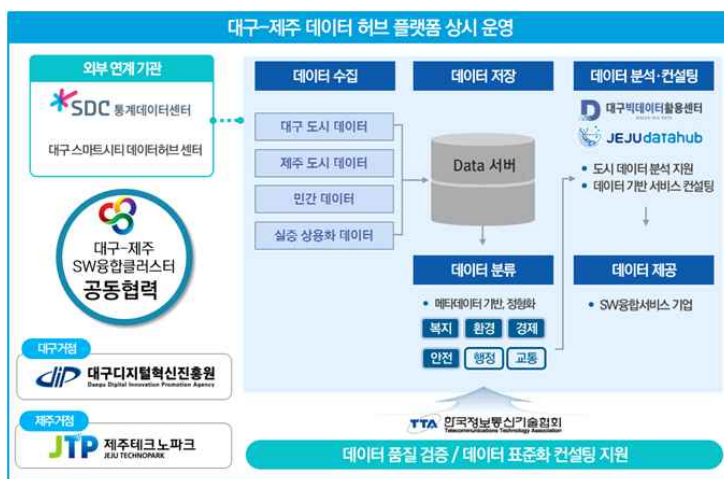 대구-제주 데이터 허브 플랫폼 상시 운영
외부 연계 기관
SDC 통계데이터센터
대구 스마트시티 데이터허브 센터
대구-제주
SW융합클러스터
공동협력
대구거점
dip 대구디지털혁신진흥원
Daegu Digital Innovation Promotion Agency
제주거점
JTP 제주테크노파크
JEJU TECHNOPARK
데이터 수집
대구 도시 데이터
제주 도시 데이터
민간 데이터
실증 상용화 데이터
데이터 저장
Data 서버
데이터 분류
• 메타데이터 기반, 정형화
복지 환경 경제
안전 행정 교통
데이터 분석·컨설팅
대구빅데이터활용센터
JEJU datahub
• 도시 데이터 분석 지원
• 데이터 기반 서비스 컨설팅
데이터 제공
• SW융합서비스 기업
TTA 한국정보통신기술협회
Telecommunications Technology Association
데이터 품질 검증 / 데이터 표준화 컨설팅 지원